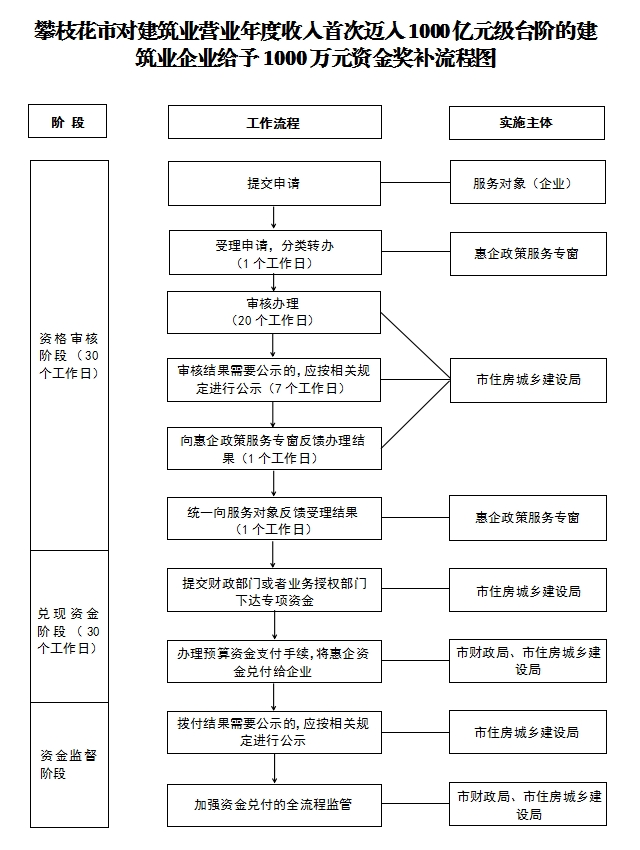 攀枝花市对建筑业营业年度收入首次迈入1000亿元级台阶的建
筑业企业给予1000万元资金奖补流程图
阶 段
工作流程
实施主体
资格审核
阶段（30
个工作日）
提交申请
服务对象（企业）
受理申请，分类转办
（1个工作日）
惠企政策服务专窗
审核办理
（20个工作日）
审核结果需要公示的，应按相关规
定进行公示（7个工作日）
市住房城乡建设局
向惠企政策服务专窗反馈办理结
果（1个工作日）
统一向服务对象反馈受理结果
（1个工作日）
惠企政策服务专窗
兑现资金
阶段（30
个工作日）
提交财政部门或者业务授权部门
下达专项资金
市住房城乡建设局
办理预算资金支付手续，将惠企资
金兑付给企业
市财政局、市住房城乡建
设局
资金监督
阶段
拨付结果需要公示的，应按相关规
定进行公示
市住房城乡建设局
加强资金兑付的全流程监管
市财政局、市住房城乡建
设局